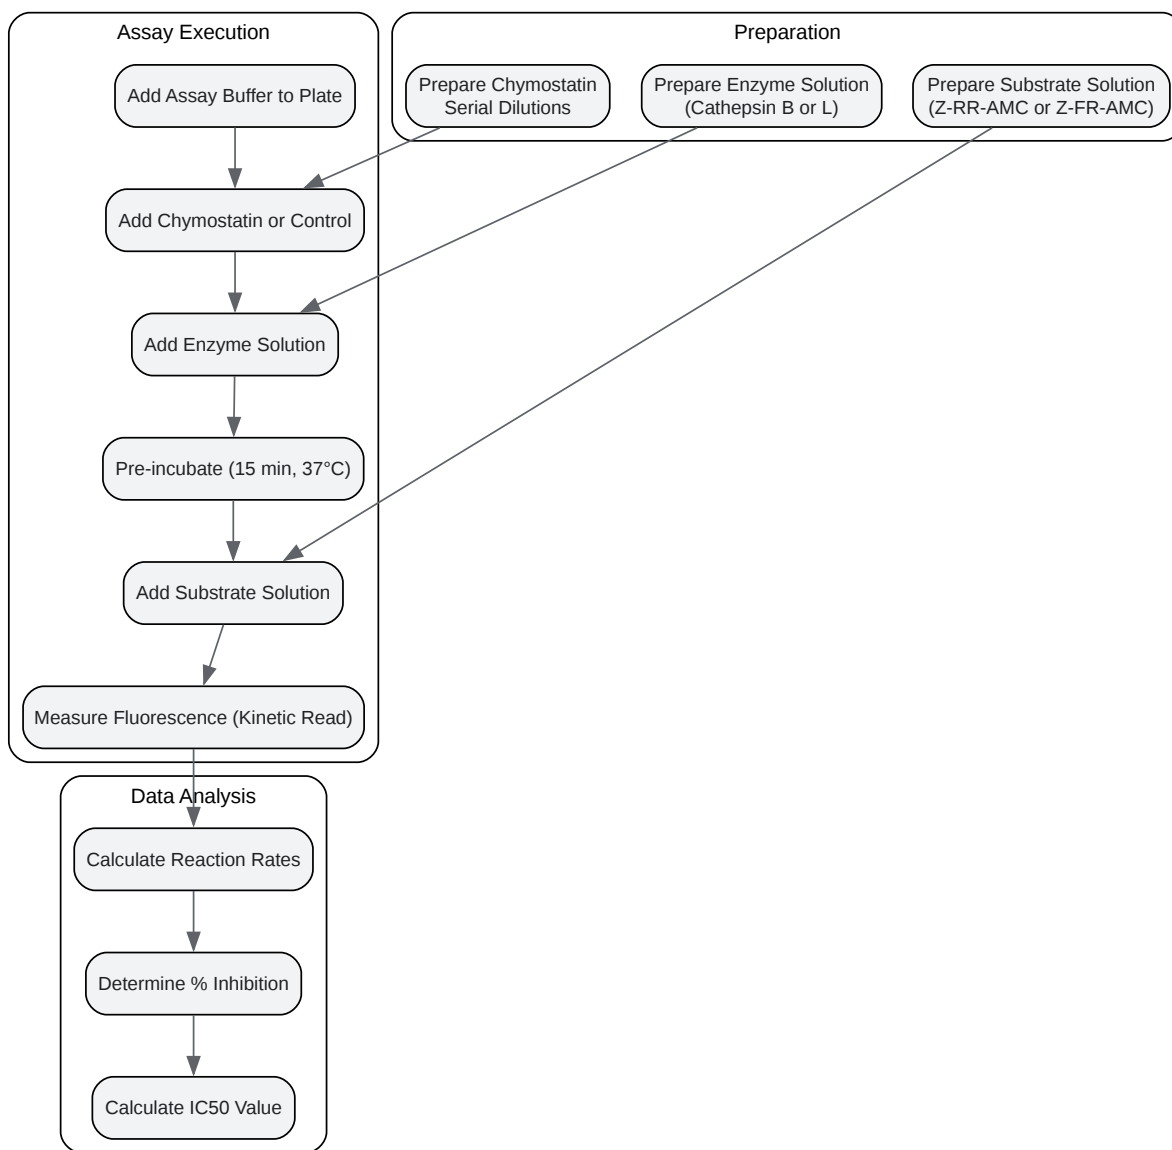 Assay Execution
Preparation
Add Assay Buffer to Plate
Prepare Chymostatin
Serial Dilutions
Prepare Enzyme Solution
(Cathepsin B or L)
Prepare Substrate Solution
(Z-RR-AMC or Z-FR-AMC)
Add Chymostatin or Control
Add Enzyme Solution
Pre-incubate (15 min, 37°C)
Add Substrate Solution
Measure Fluorescence (Kinetic Read)
Data Analysis
Calculate Reaction Rates
Determine % Inhibition
Calculate IC50 Value